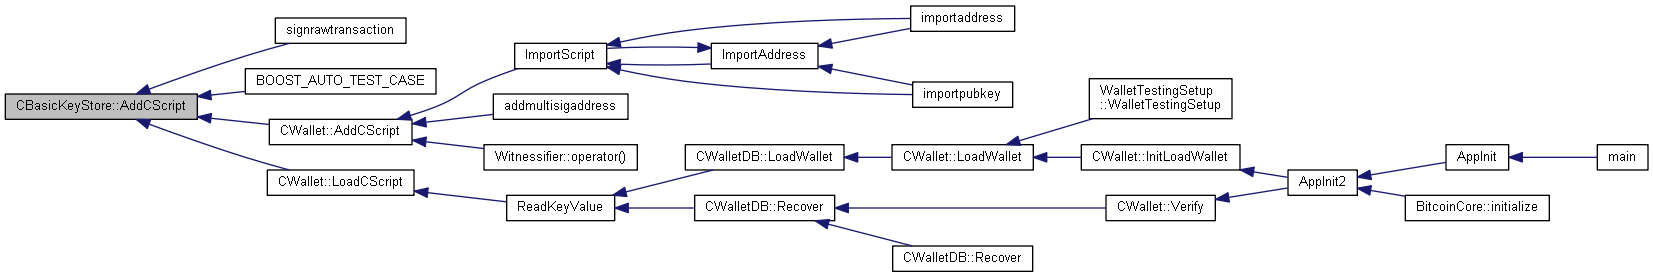 signrawtransaction
BOOST_AUTO_TEST_CASE
CBasicKeyStore::AddCScript
CWallet::AddCScript
CWallet::LoadCScript
ImportScript
addmultisigaddress
Witnessifier::operator()
ReadKeyValue
importaddress
ImportAddress
importpubkey
CWalletDB::LoadWallet
CWalletDB::Recover
WalletTestingSetup
::WalletTestingSetup
CWallet::LoadWallet
CWalletDB::Recover
CWallet::InitLoadWallet
CWallet::Verify
AppInit2
AppInit
BitcoinCore::initialize
main